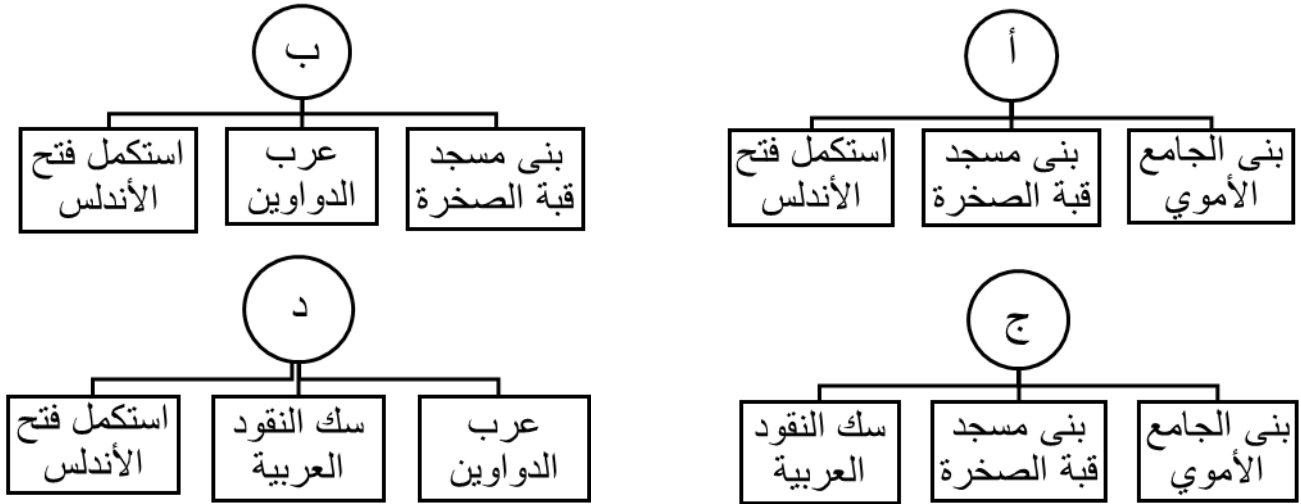 أ
بنى الجامع
الأموي
بنى مسجد
قبة الصخرة
استكمل فتح
الأندلس
ب
بنى مسجد
قبة الصخرة
عرب
الدواوين
استكمل فتح
الأندلس
ج
بنى الجامع
الأموي
بنى مسجد
قبة الصخرة
سك النقود
العربية
د
عرب
الدواوين
سك النقود
العربية
استكمل فتح
الأندلس